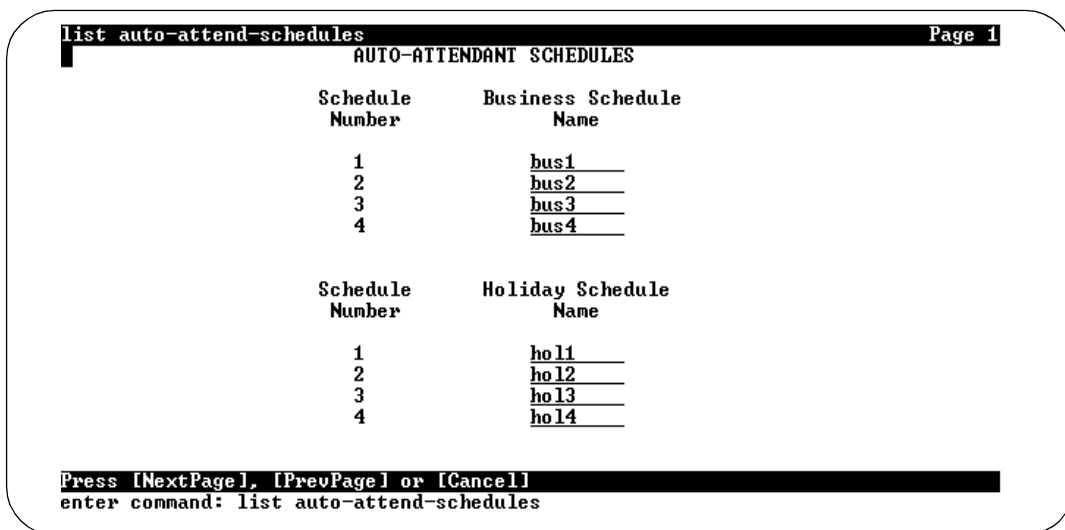 list auto-attend-schedules Page 1
AUTO-ATTENDANT SCHEDULES
Schedule Business Schedule
Number Name
1 bus1
2 bus2
3 bus3
4 bus4
Schedule Holiday Schedule
Number Name
1 hol1
2 hol2
3 hol3
4 hol4
Press [NextPage], [PrevPage] or [Cancel]
enter command: list auto-attend-schedules